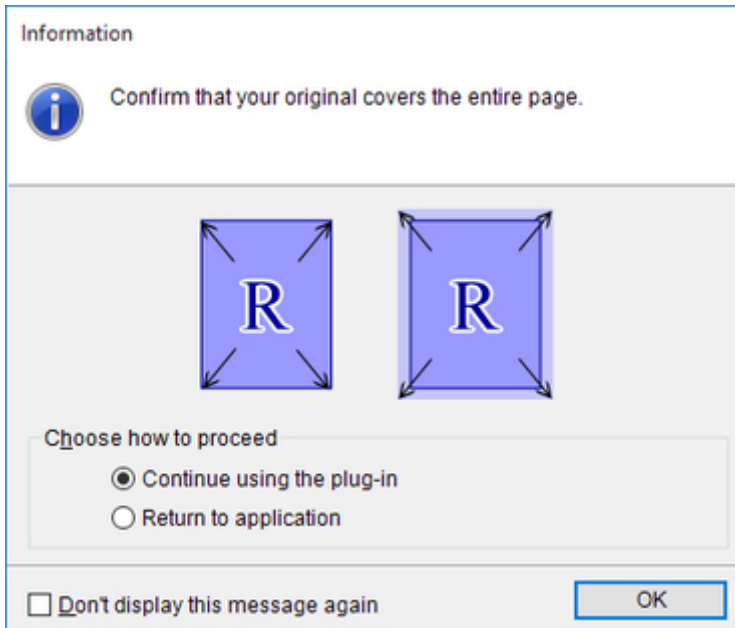 Information
Confirm that your original covers the entire page.
R R
Choose how to proceed
Continue using the plug-in
Return to application
Don't display this message again
OK